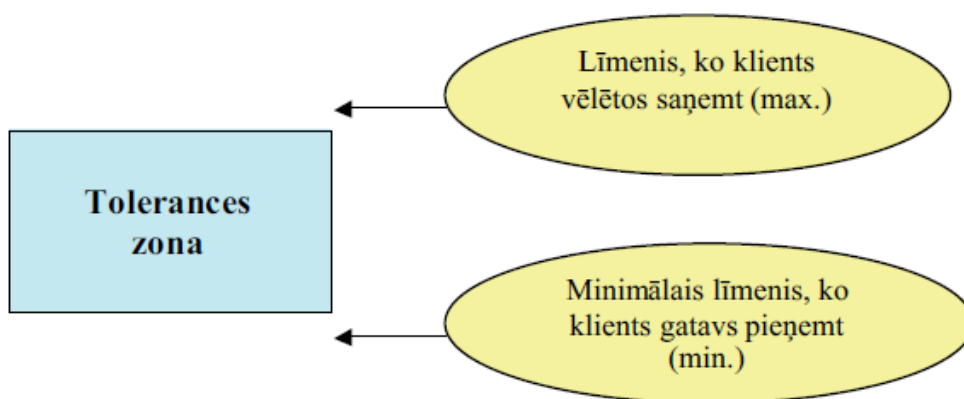 Līmenis, ko klients
vēlētos saņemt (max.)
Tolerances
zona
Minimālais līmenis, ko
klients gatavs pieņemt
(min.)